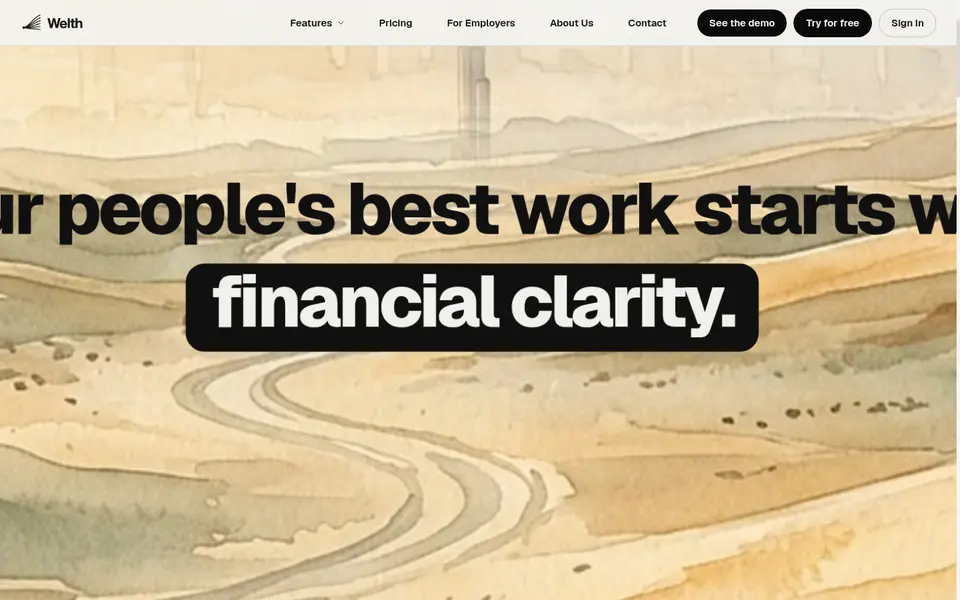 Welth
Features
Pricing
For Employers
About Us
Contact
See the demo
Try for free
Sign in
people's best work starts
financial clarity.